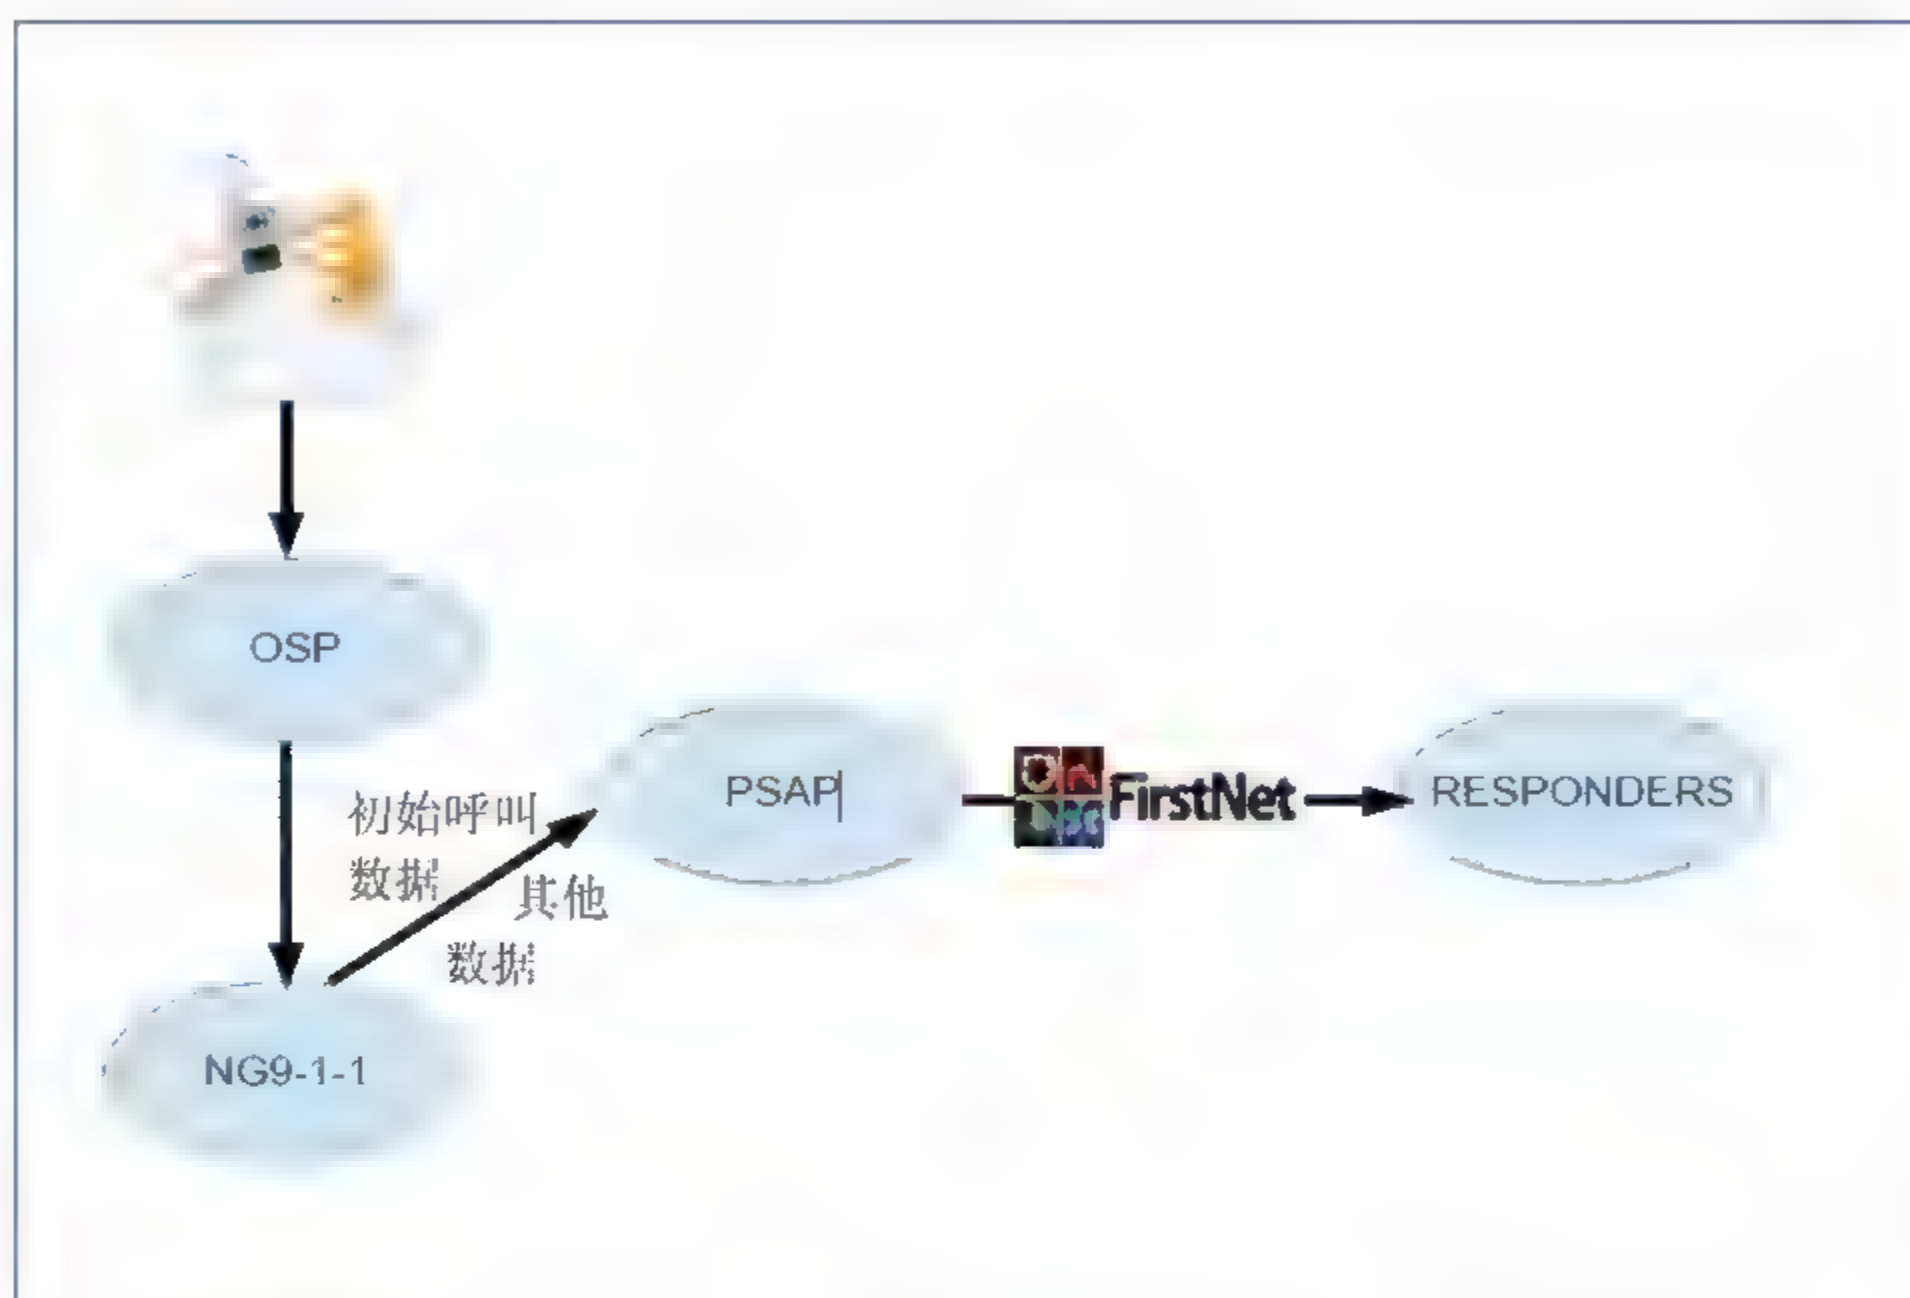 OSP
初始呼叫
数据
其他
数据
PSAP
FirstNet
RESPONDERS
NG9-1-1